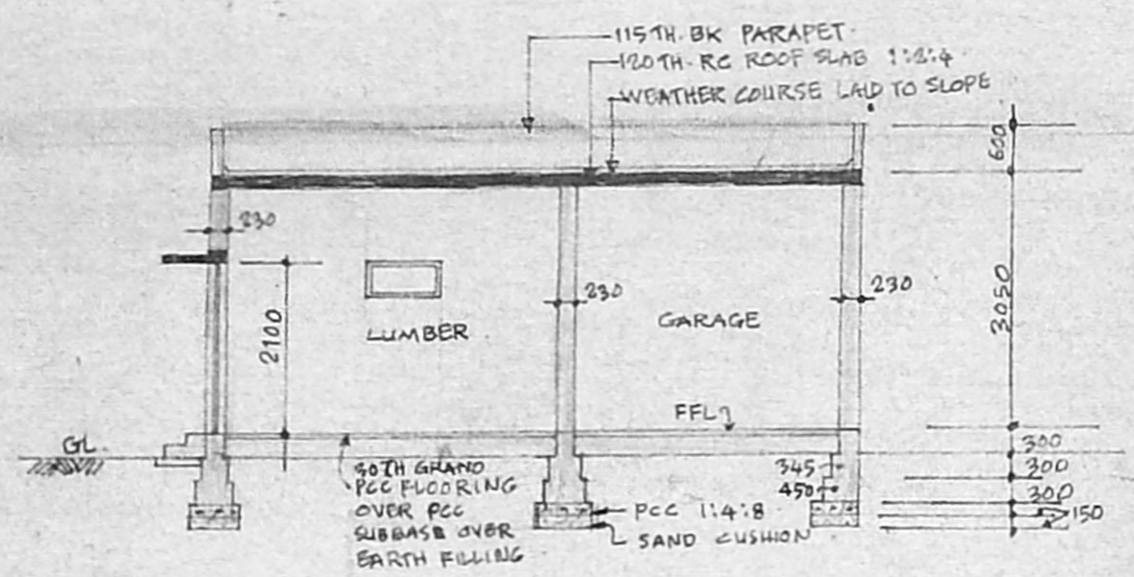 115TH. BK PARAPET
120TH. RC ROOF SLAB 1:2:4
WEATHER COURSE LAID TO SLOPE
600
230
230
230
3050
2100
LUMBER
GARAGE
FFL
GL
300
345
300
450
300
150
30TH GRANO
PCC FLOORING
OVER PCC
SUBBASE OVER
EARTH FILLING
PCC 1:4:8
SAND CUSHION